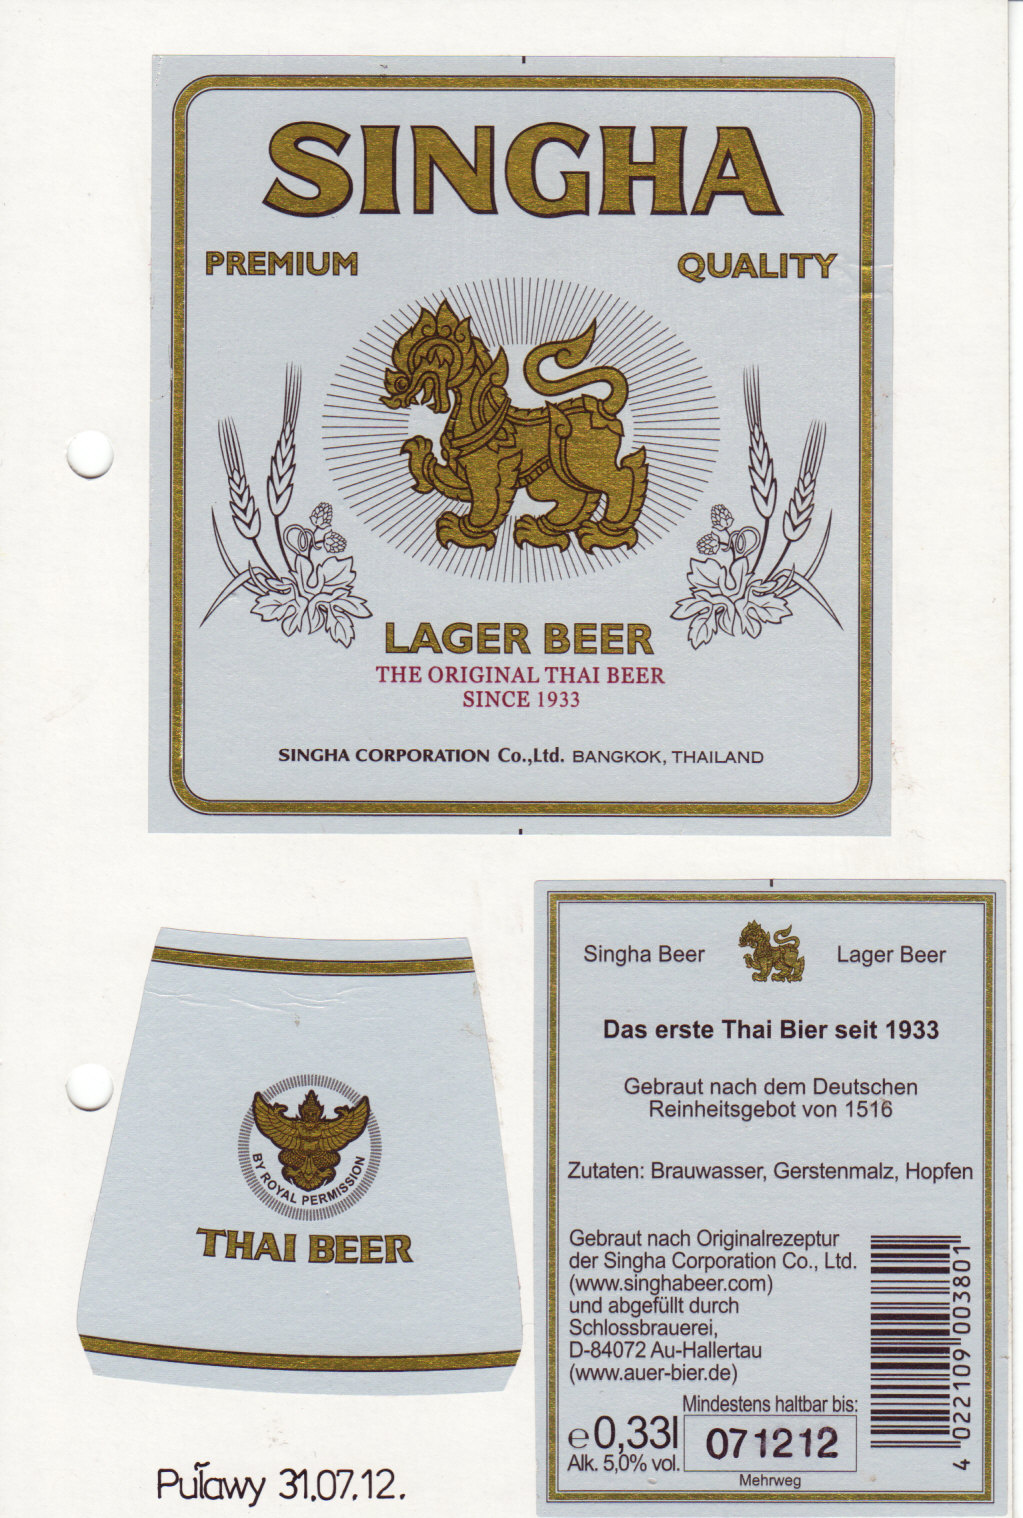 SINGHA
PREMIUM QUALITY
LAGER BEER
THE ORIGINAL THAI BEER
SINCE 1933
SINGHA CORPORATION Co.,Ltd. BANGKOK, THAILAND
BY ROYAL PERMISSION
THAI BEER
Puławy 31.07.12.
Singha Beer Lager Beer
Das erste Thai Bier seit 1933
Gebraut nach dem Deutschen
Reinheitsgebot von 1516
Zutaten: Brauwasser, Gerstenmalz, Hopfen
Gebraut nach Originalrezeptur
der Singha Corporation Co., Ltd.
(www.singhabeer.com)
und abgefüllt durch
Schlossbrauerei,
D-84072 Au-Hallertau
(www.auer-bier.de)
Mindestens haltbar bis:
e 0,33l 071212
Alk. 5,0% vol.
Mehrweg
4 022109 003801